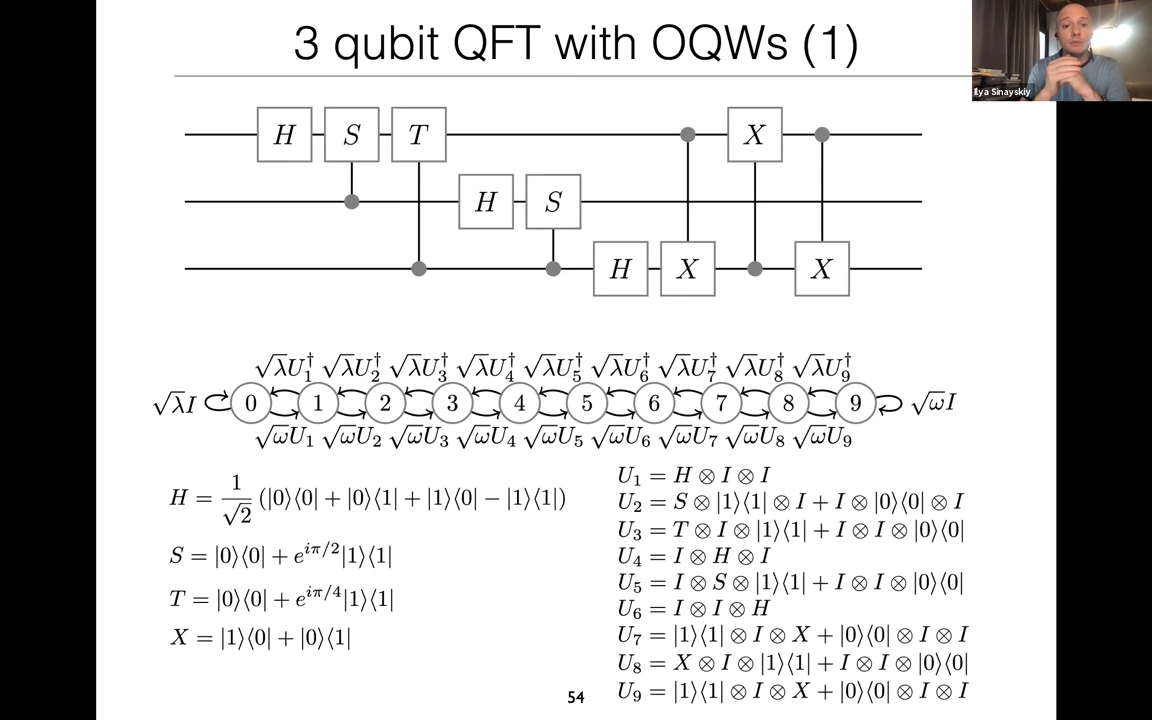 3 qubit QFT with OQWs (1)
Ilya Sinayskiy
H S T X
H S
H X X
√λU₁† √λU₂† √λU₃† √λU₄† √λU₅† √λU₆† √λU₇† √λU₈† √λU₉†
√λI 0 1 2 3 4 5 6 7 8 9 √ωI
√ωU₁ √ωU₂ √ωU₃ √ωU₄ √ωU₅ √ωU₆ √ωU₇ √ωU₈ √ωU₉
H = 1/√2 (|0⟩⟨0| + |0⟩⟨1| + |1⟩⟨0| − |1⟩⟨1|)
S = |0⟩⟨0| + e^{iπ/2}|1⟩⟨1|
T = |0⟩⟨0| + e^{iπ/4}|1⟩⟨1|
X = |1⟩⟨0| + |0⟩⟨1|
U₁ = H ⊗ I ⊗ I
U₂ = S ⊗ |1⟩⟨1| ⊗ I + I ⊗ |0⟩⟨0| ⊗ I
U₃ = T ⊗ I ⊗ |1⟩⟨1| + I ⊗ I ⊗ |0⟩⟨0|
U₄ = I ⊗ H ⊗ I
U₅ = I ⊗ S ⊗ |1⟩⟨1| + I ⊗ I ⊗ |0⟩⟨0|
U₆ = I ⊗ I ⊗ H
U₇ = |1⟩⟨1| ⊗ I ⊗ X + |0⟩⟨0| ⊗ I ⊗ I
U₈ = X ⊗ I ⊗ |1⟩⟨1| + I ⊗ I ⊗ |0⟩⟨0|
U₉ = |1⟩⟨1| ⊗ I ⊗ X + |0⟩⟨0| ⊗ I ⊗ I
54